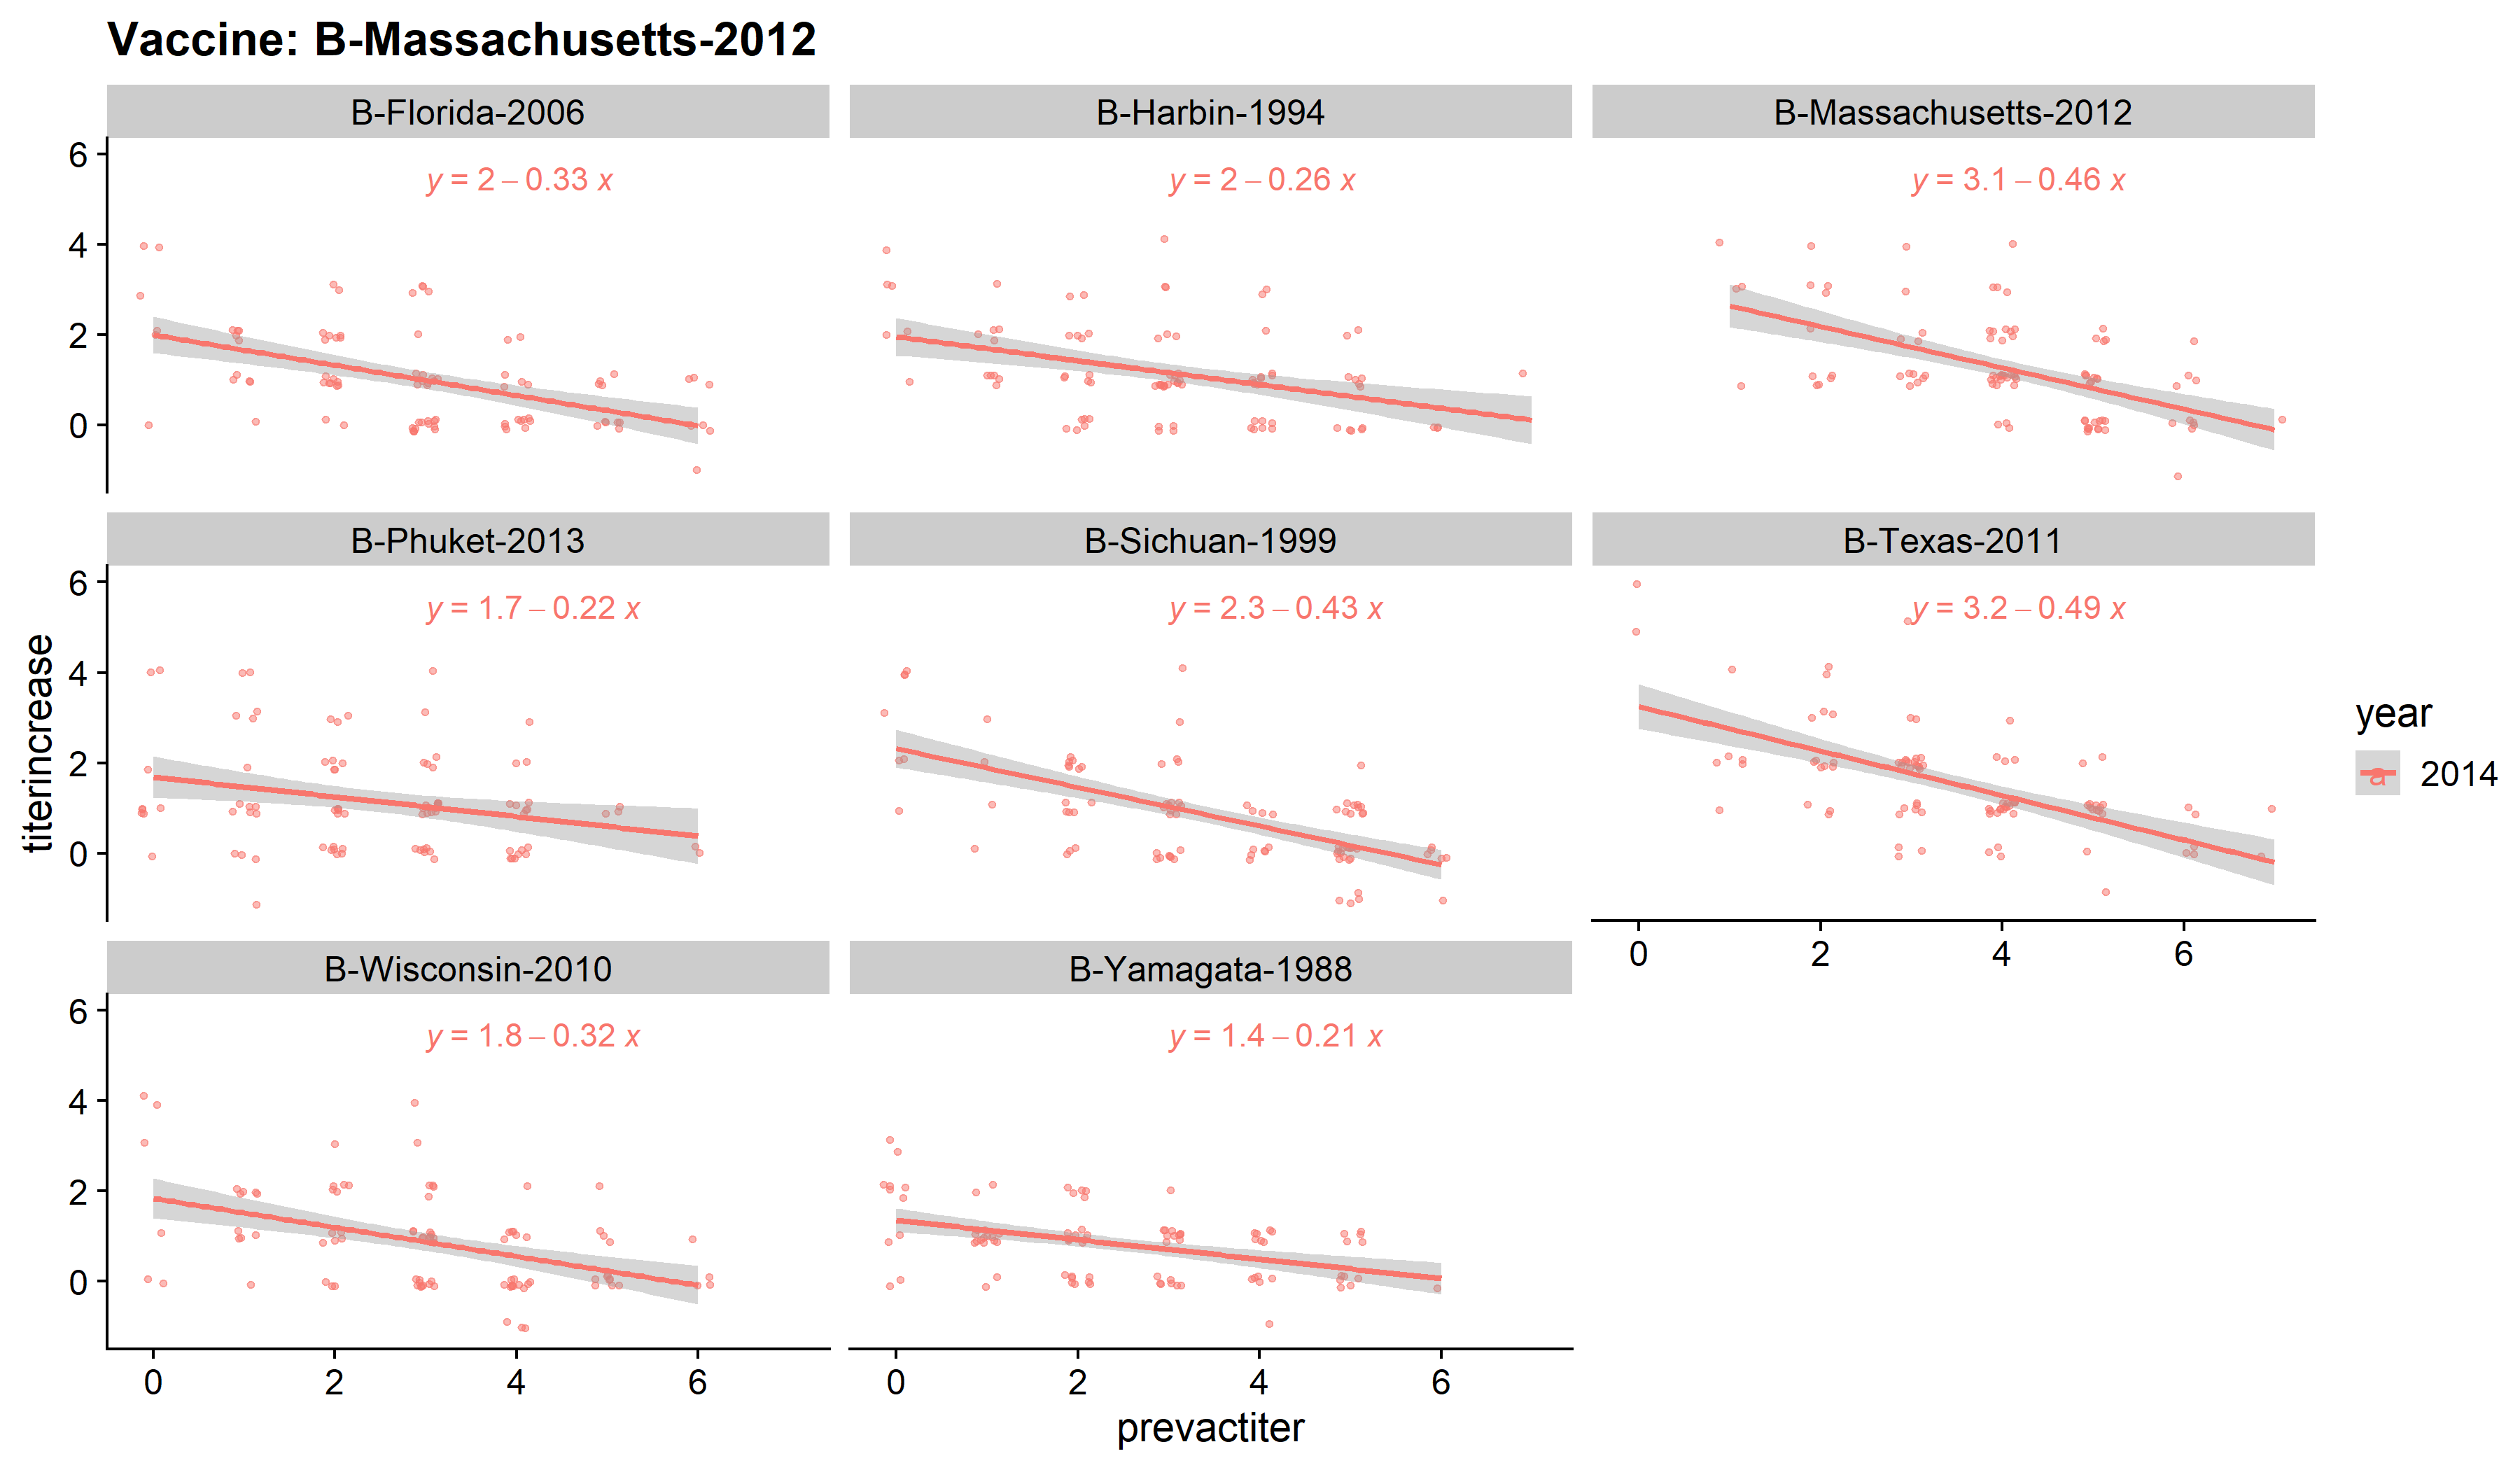 Vaccine: B-Massachusetts-2012
B-Florida-2006
B-Harbin-1994
B-Massachusetts-2012
6
4
2
0
y = 2 – 0.33 x
y = 2 – 0.26 x
y = 3.1 – 0.46 x
B-Phuket-2013
B-Sichuan-1999
B-Texas-2011
titerincrease
6
4
2
0
y = 1.7 – 0.22 x
y = 2.3 – 0.43 x
y = 3.2 – 0.49 x
0 2 4 6
B-Wisconsin-2010
B-Yamagata-1988
6
4
2
0
y = 1.8 – 0.32 x
y = 1.4 – 0.21 x
0 2 4 6
0 2 4 6
prevactiter
year
a 2014